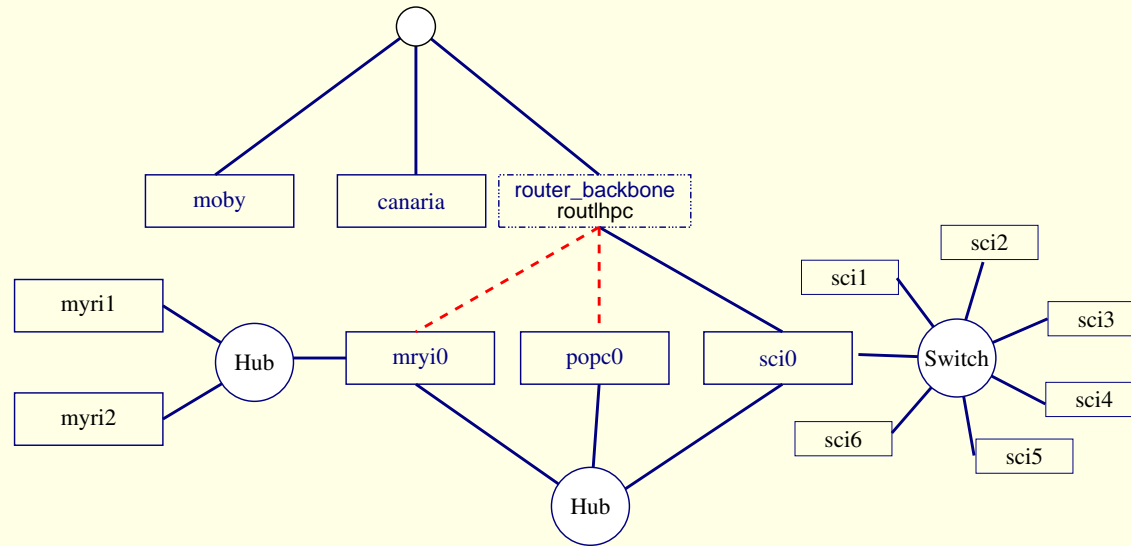 moby
canaria
router_backbone
routlhpc
sci2
sci1
myri1
sci3
Hub
mryi0
popc0
sci0
Switch
myri2
sci4
sci6
sci5
Hub